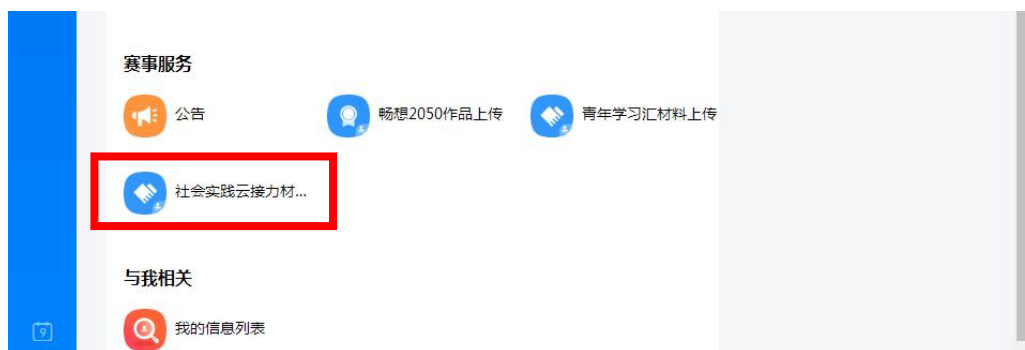 赛事服务
公告
畅想2050作品上传
青年学习汇材料上传
社会实践云接力材...
与我相关
我的信息列表
9